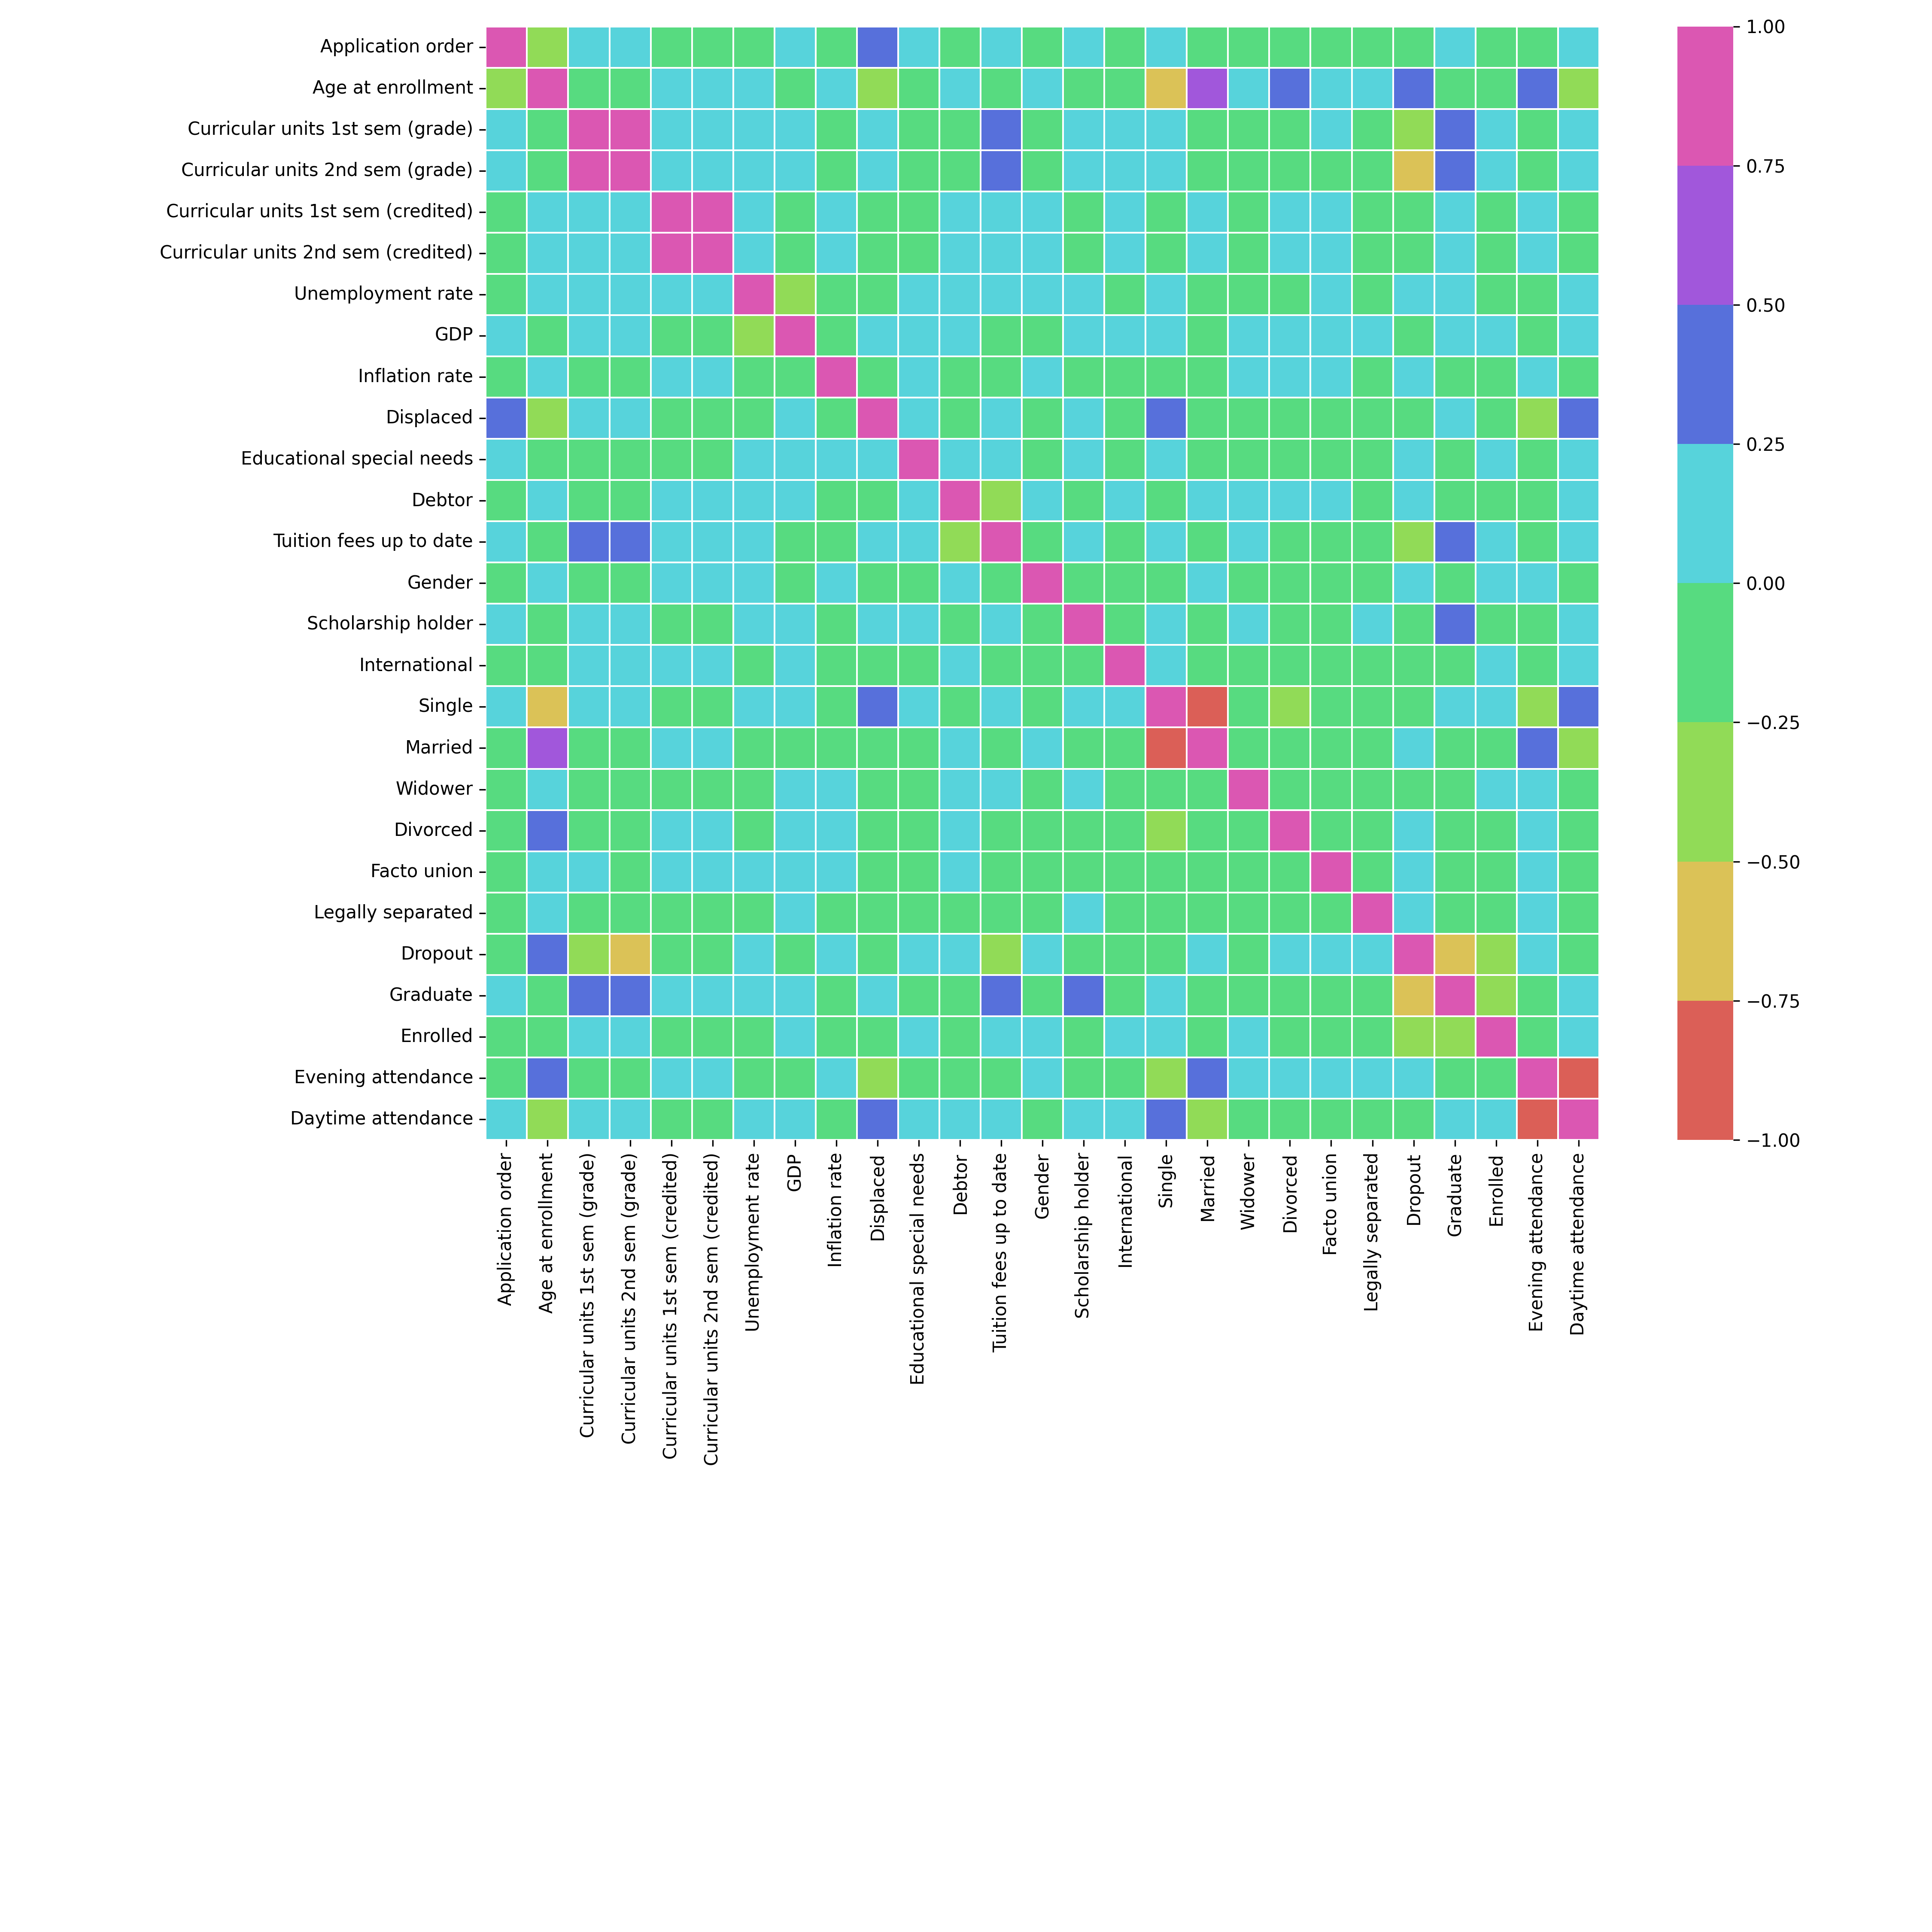 Application order
Age at enrollment
Curricular units 1st sem (grade)
Curricular units 2nd sem (grade)
Curricular units 1st sem (credited)
Curricular units 2nd sem (credited)
Unemployment rate
GDP
Inflation rate
Displaced
Educational special needs
Debtor
Tuition fees up to date
Gender
Scholarship holder
International
Single
Married
Widower
Divorced
Facto union
Legally separated
Dropout
Graduate
Enrolled
Evening attendance
Daytime attendance
Application order
Age at enrollment
Curricular units 1st sem (grade)
Curricular units 2nd sem (grade)
Curricular units 1st sem (credited)
Curricular units 2nd sem (credited)
Unemployment rate
GDP
Inflation rate
Displaced
Educational special needs
Debtor
Tuition fees up to date
Gender
Scholarship holder
International
Single
Married
Widower
Divorced
Facto union
Legally separated
Dropout
Graduate
Enrolled
Evening attendance
Daytime attendance
1.00
0.75
0.50
0.25
0.00
−0.25
−0.50
−0.75
−1.00